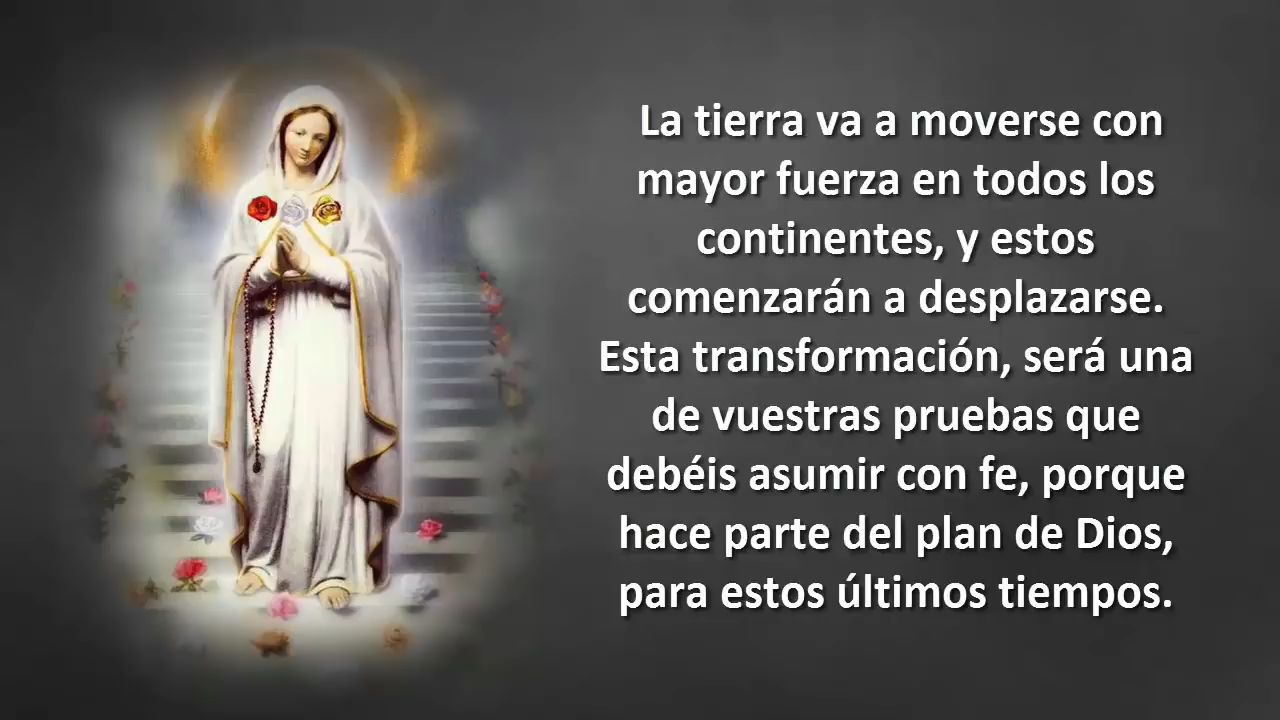 La tierra va a moverse con
mayor fuerza en todos los
continentes, y estos
comenzarán a desplazarse.
Esta transformación, será una
de vuestras pruebas que
debéis asumir con fe, porque
hace parte del plan de Dios,
para estos últimos tiempos.